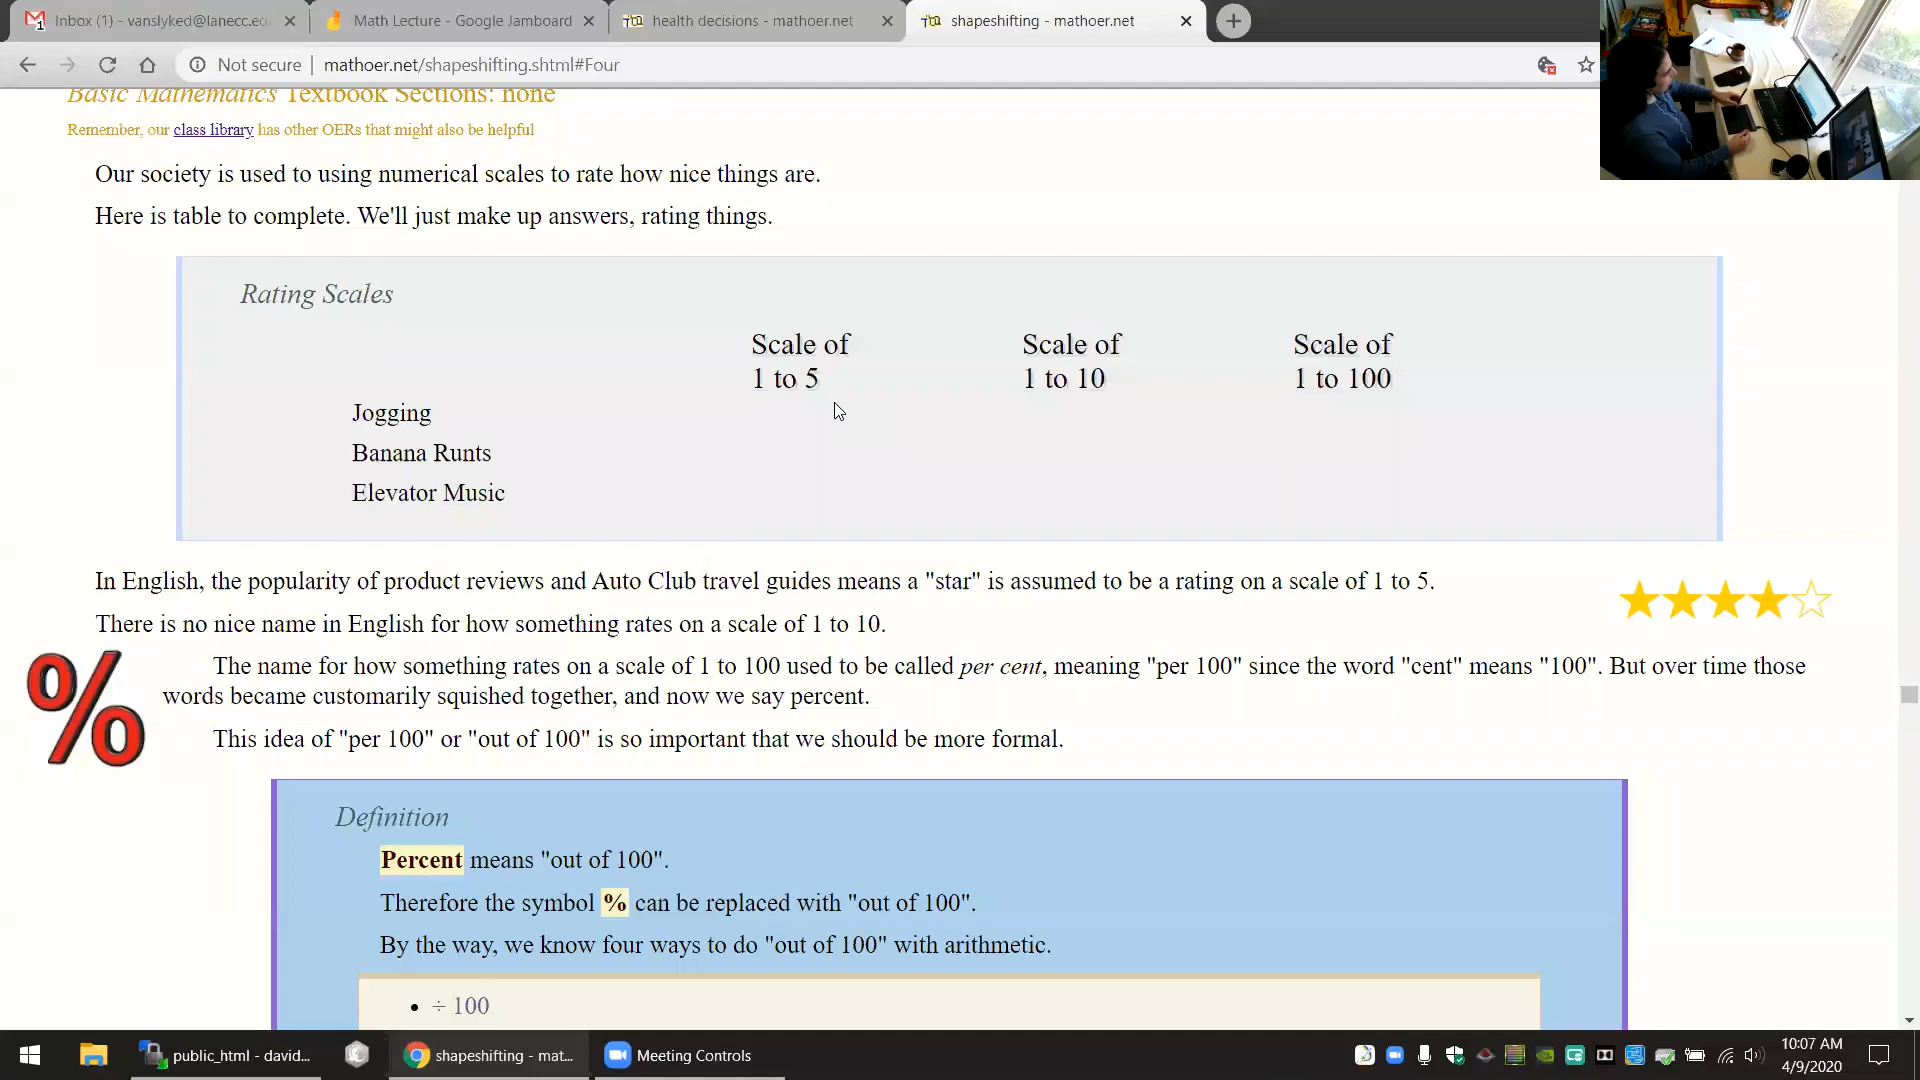 Inbox (1) - vanslyked@lanecc.ed
Math Lecture - Google Jamboard
health decisions - mathoer.net
shapeshifting - mathoer.net
Not secure | mathoer.net/shapeshifting.shtml#Four
Basic Mathematics Textbook Sections: none
Remember, our class library has other OERs that might also be helpful
Our society is used to using numerical scales to rate how nice things are.
Here is table to complete. We'll just make up answers, rating things.
Rating Scales
Scale of Scale of Scale of
1 to 5 1 to 10 1 to 100
Jogging
Banana Runts
Elevator Music
In English, the popularity of product reviews and Auto Club travel guides means a "star" is assumed to be a rating on a scale of 1 to 5.
There is no nice name in English for how something rates on a scale of 1 to 10.
%
The name for how something rates on a scale of 1 to 100 used to be called per cent, meaning "per 100" since the word "cent" means "100". But over time those
words became customarily squished together, and now we say percent.
This idea of "per 100" or "out of 100" is so important that we should be more formal.
Definition
Percent means "out of 100".
Therefore the symbol % can be replaced with "out of 100".
By the way, we know four ways to do "out of 100" with arithmetic.
• ÷ 100
public_html - david...
shapeshifting - mat...
Meeting Controls
10:07 AM
4/9/2020